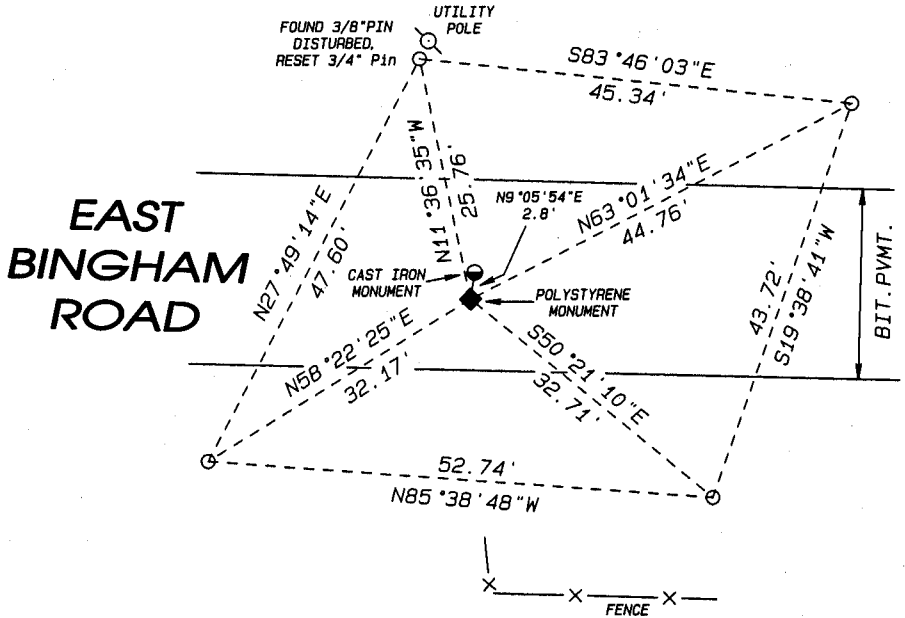 UTILITY
POLE
FOUND 3/8"PIN
DISTURBED,
RESET 3/4" Pin
S83°46'03"E
45.34'
N11°36'35"W
25.76'
N9°05'54"E
2.8'
N63°01'34"E
44.76'
EAST
BINGHAM
ROAD
N27°49'14"E
47.60'
CAST IRON
MONUMENT
POLYSTYRENE
MONUMENT
43.72'
S19°38'41"W
BIT.PVMT.
N58°22'25"E
32.17'
S50°21'10"E
32.71'
52.74'
N85°38'48"W
FENCE